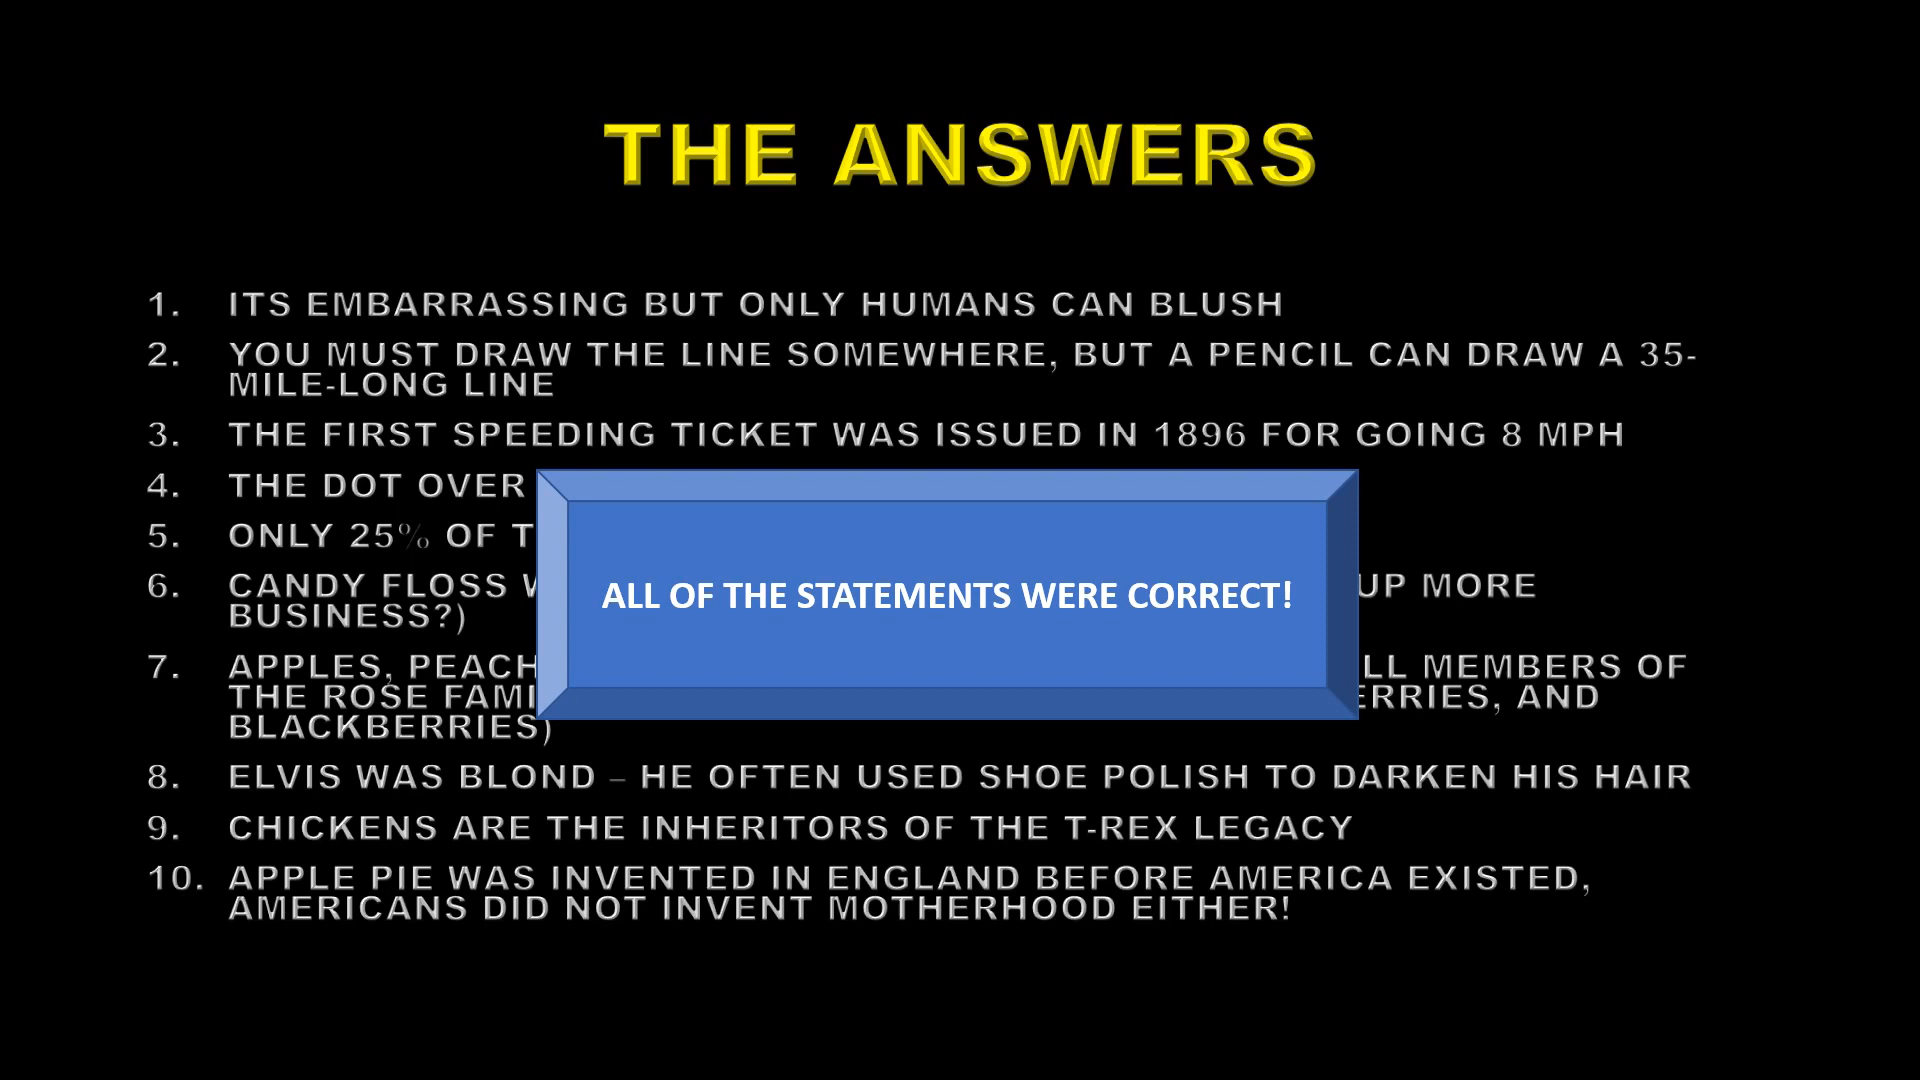 THE ANSWERS
1. ITS EMBARRASSING BUT ONLY HUMANS CAN BLUSH
2. YOU MUST DRAW THE LINE SOMEWHERE, BUT A PENCIL CAN DRAW A 35-
MILE-LONG LINE
3. THE FIRST SPEEDING TICKET WAS ISSUED IN 1896 FOR GOING 8 MPH
4. THE DOT OVER
5. ONLY 25% OF
6. CANDY FLOSS UP MORE
BUSINESS?)
ALL OF THE STATEMENTS WERE CORRECT!
7. APPLES, MEMBERS OF
THE ROSE AND
BLACKBERRIES)
8. ELVIS WAS BLOND – HE OFTEN USED SHOE POLISH TO DARKEN HIS HAIR
9. CHICKENS ARE THE INHERITORS OF THE T-REX LEGACY
10. APPLE PIE WAS INVENTED IN ENGLAND BEFORE AMERICA EXISTED,
AMERICANS DID NOT INVENT MOTHERHOOD EITHER!